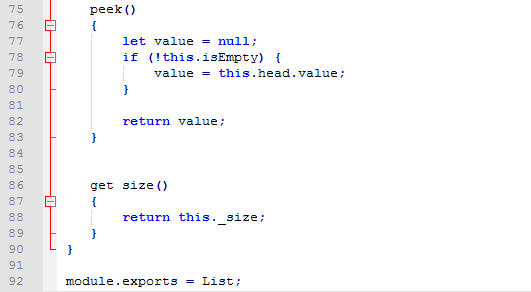 75 peek()
76 {
77 let value = null;
78 if (!this.isEmpty) {
79 value = this.head.value;
80 }
81
82 return value;
83 }
84
85
86 get size()
87 {
88 return this._size;
89 }
90 }
91
92 module.exports = List;